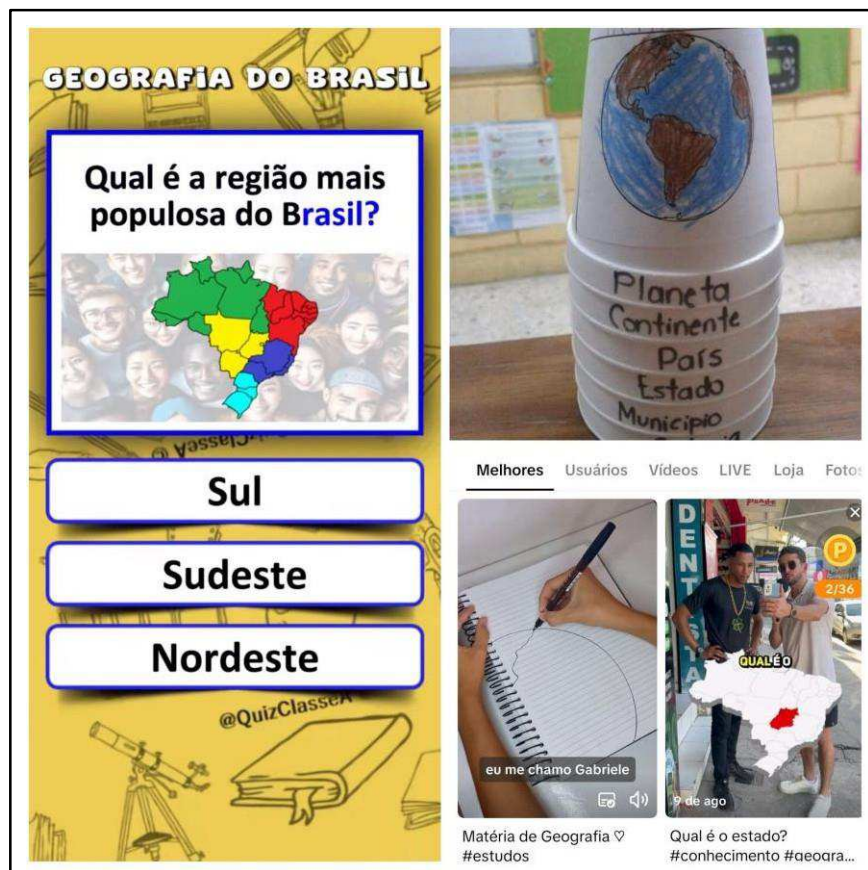 GEOGRAFIA DO BRASIL
Qual é a região mais
populosa do Brasil?
@QuizClasseA
Sul
Sudeste
Nordeste
@QuizClasseA
Planeta
Continente
País
Estado
Município
Melhores Usuários Vídeos LIVE Loja Fotos
eu me chamo Gabriele
Matéria de Geografia ♡
#estudos
DENTISTA
P
2/36
QUAL É O
9 de ago
Qual é o estado?
#conhecimento #geogra...